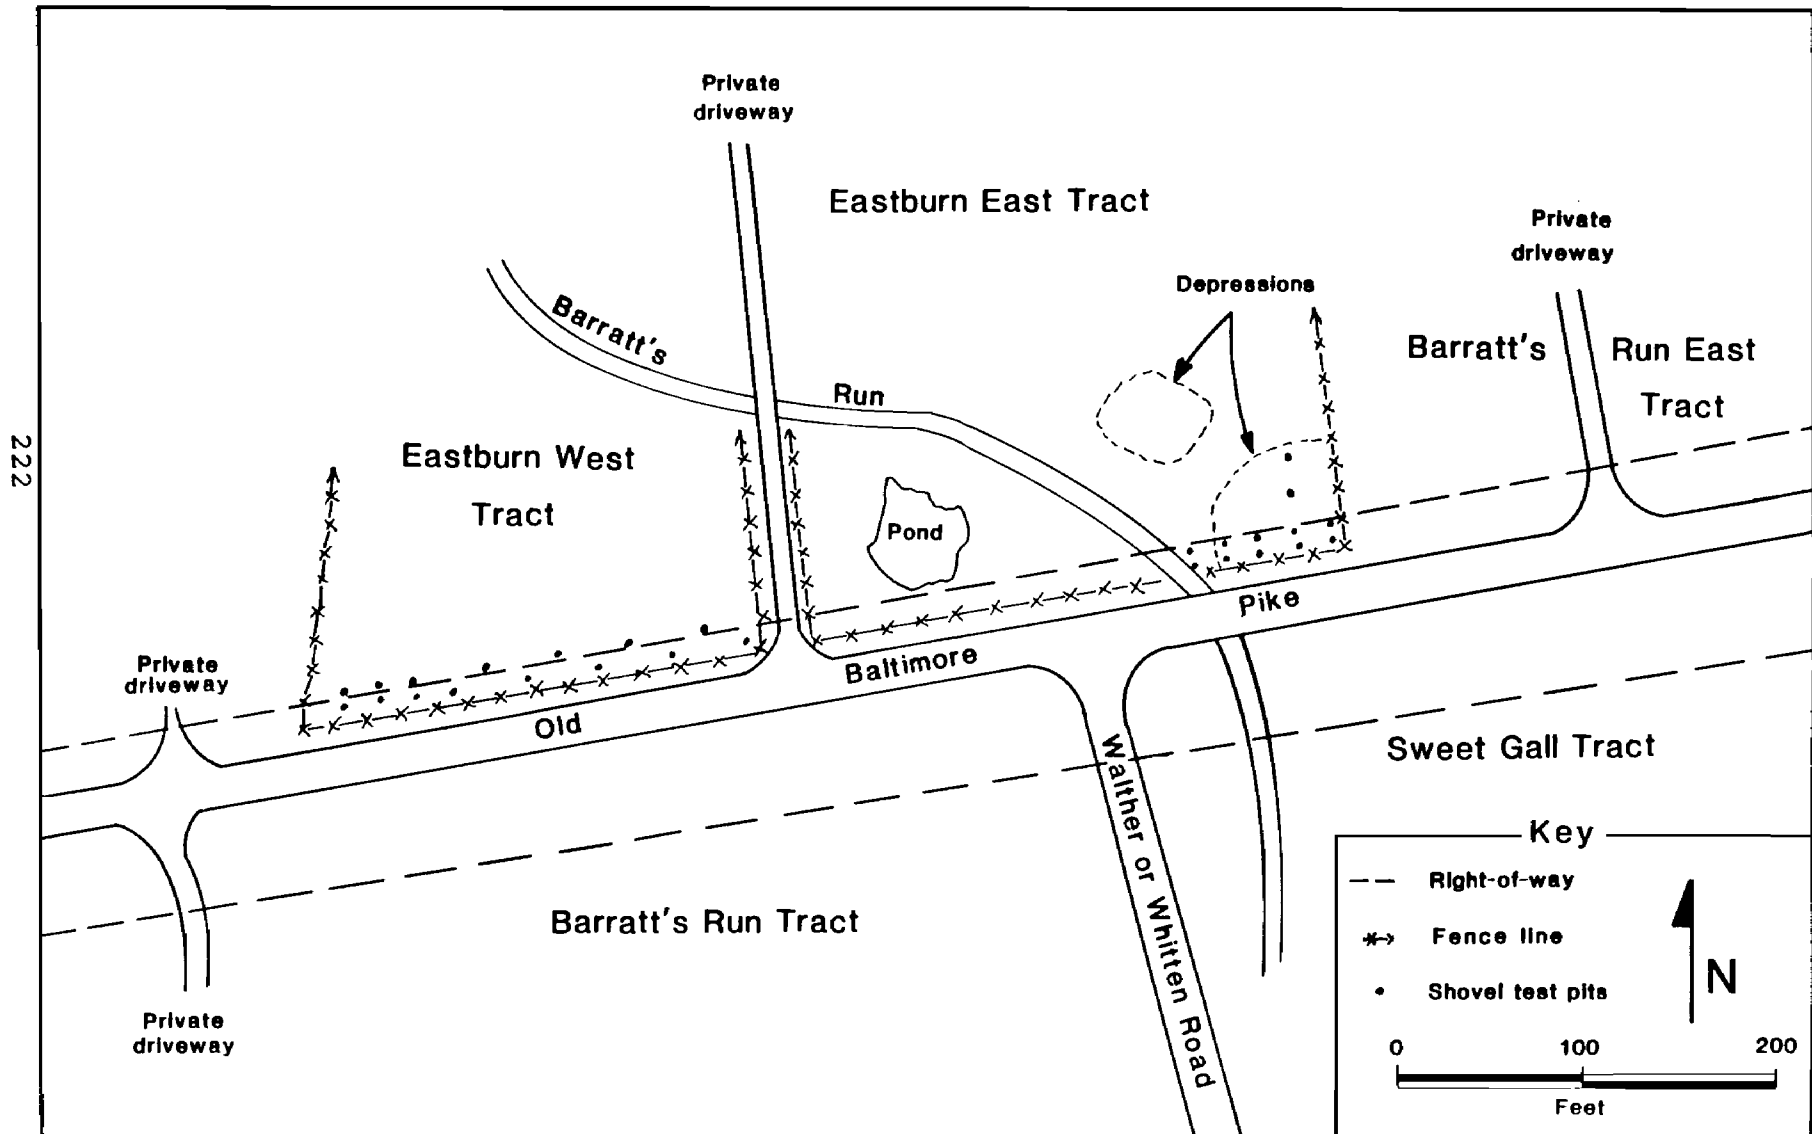 Private
driveway
Eastburn East Tract
Private
driveway
Depressions
Barratt's
Run
Barratt's Run East
Tract
222
Eastburn West
Tract
Pond
Private
driveway
Old Baltimore Pike
Walther or Whitten Road
Sweet Gall Tract
Barratt's Run Tract
Private
driveway
Key
Right-of-way
Fence line
Shovel test pits
N
0 100 200
Feet